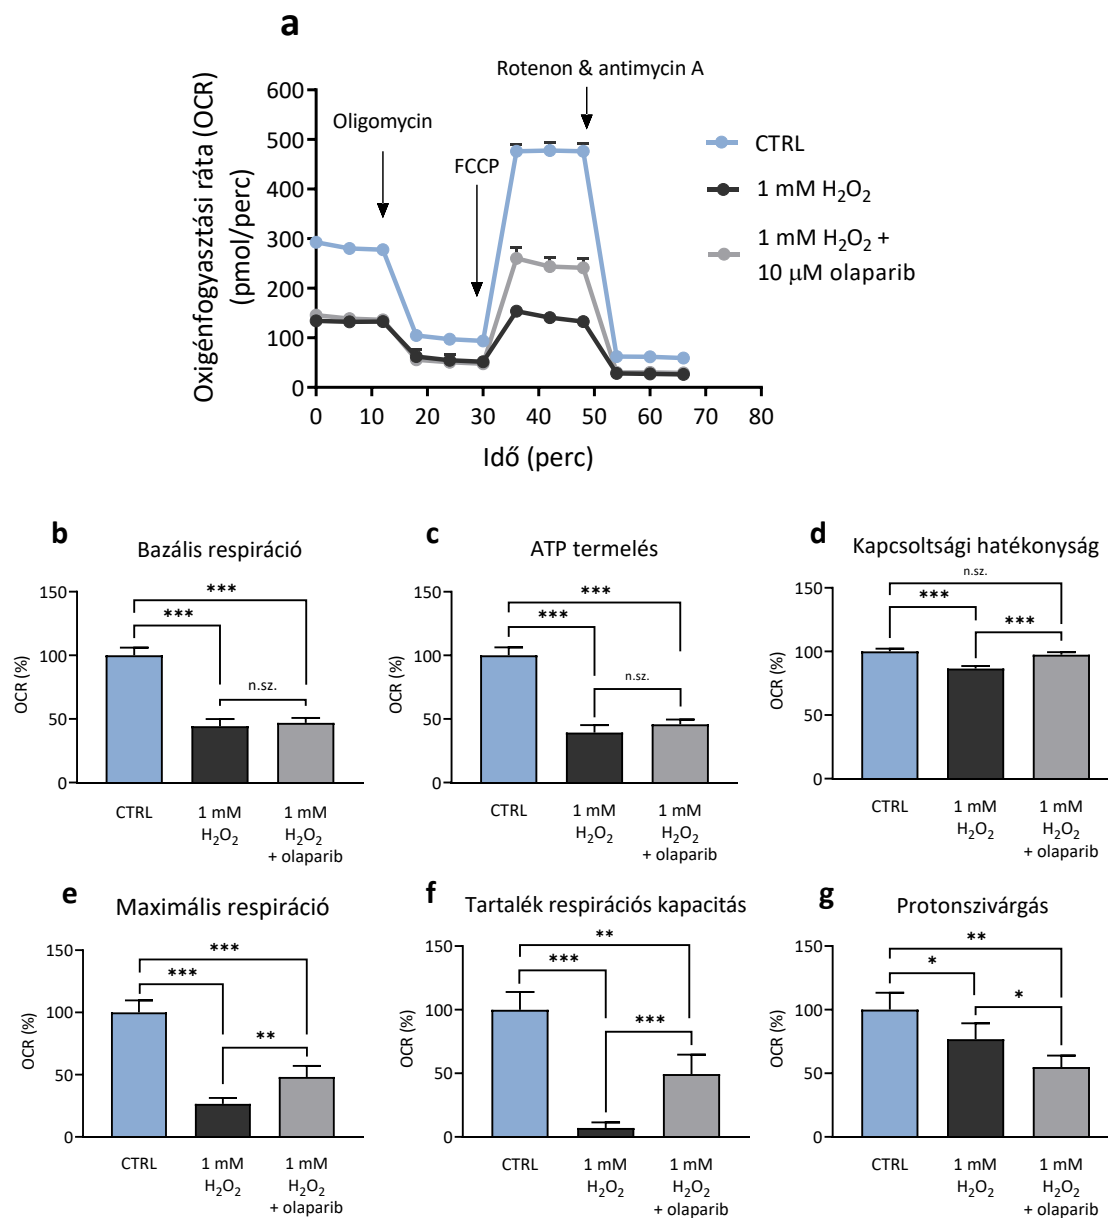 a
Oxigénfogyasztási ráta (OCR)
(pmol/perc)
600
500
400
300
200
100
0
0 10 20 30 40 50 60 70 80
Idő (perc)
Oligomycin
FCCP
Rotenon & antimycin A
CTRL
1 mM H₂O₂
1 mM H₂O₂ +
10 µM olaparib
b
Bazális respiráció
OCR (%)
150
100
50
0
***
***
n.sz.
CTRL
1 mM
H₂O₂
1 mM
H₂O₂
+ olaparib
c
ATP termelés
OCR (%)
150
100
50
0
***
***
n.sz.
CTRL
1 mM
H₂O₂
1 mM
H₂O₂
+ olaparib
d
Kapcsoltsági hatékonyság
OCR (%)
150
100
50
0
n.sz.
***
***
CTRL
1 mM
H₂O₂
1 mM
H₂O₂
+ olaparib
e
Maximális respiráció
OCR (%)
150
100
50
0
***
***
**
CTRL
1 mM
H₂O₂
1 mM
H₂O₂
+ olaparib
f
Tartalék respirációs kapacitás
OCR (%)
150
100
50
0
**
***
***
CTRL
1 mM
H₂O₂
1 mM
H₂O₂
+ olaparib
g
Protonszivárgás
OCR (%)
150
100
50
0
**
*
*
CTRL
1 mM
H₂O₂
1 mM
H₂O₂
+ olaparib